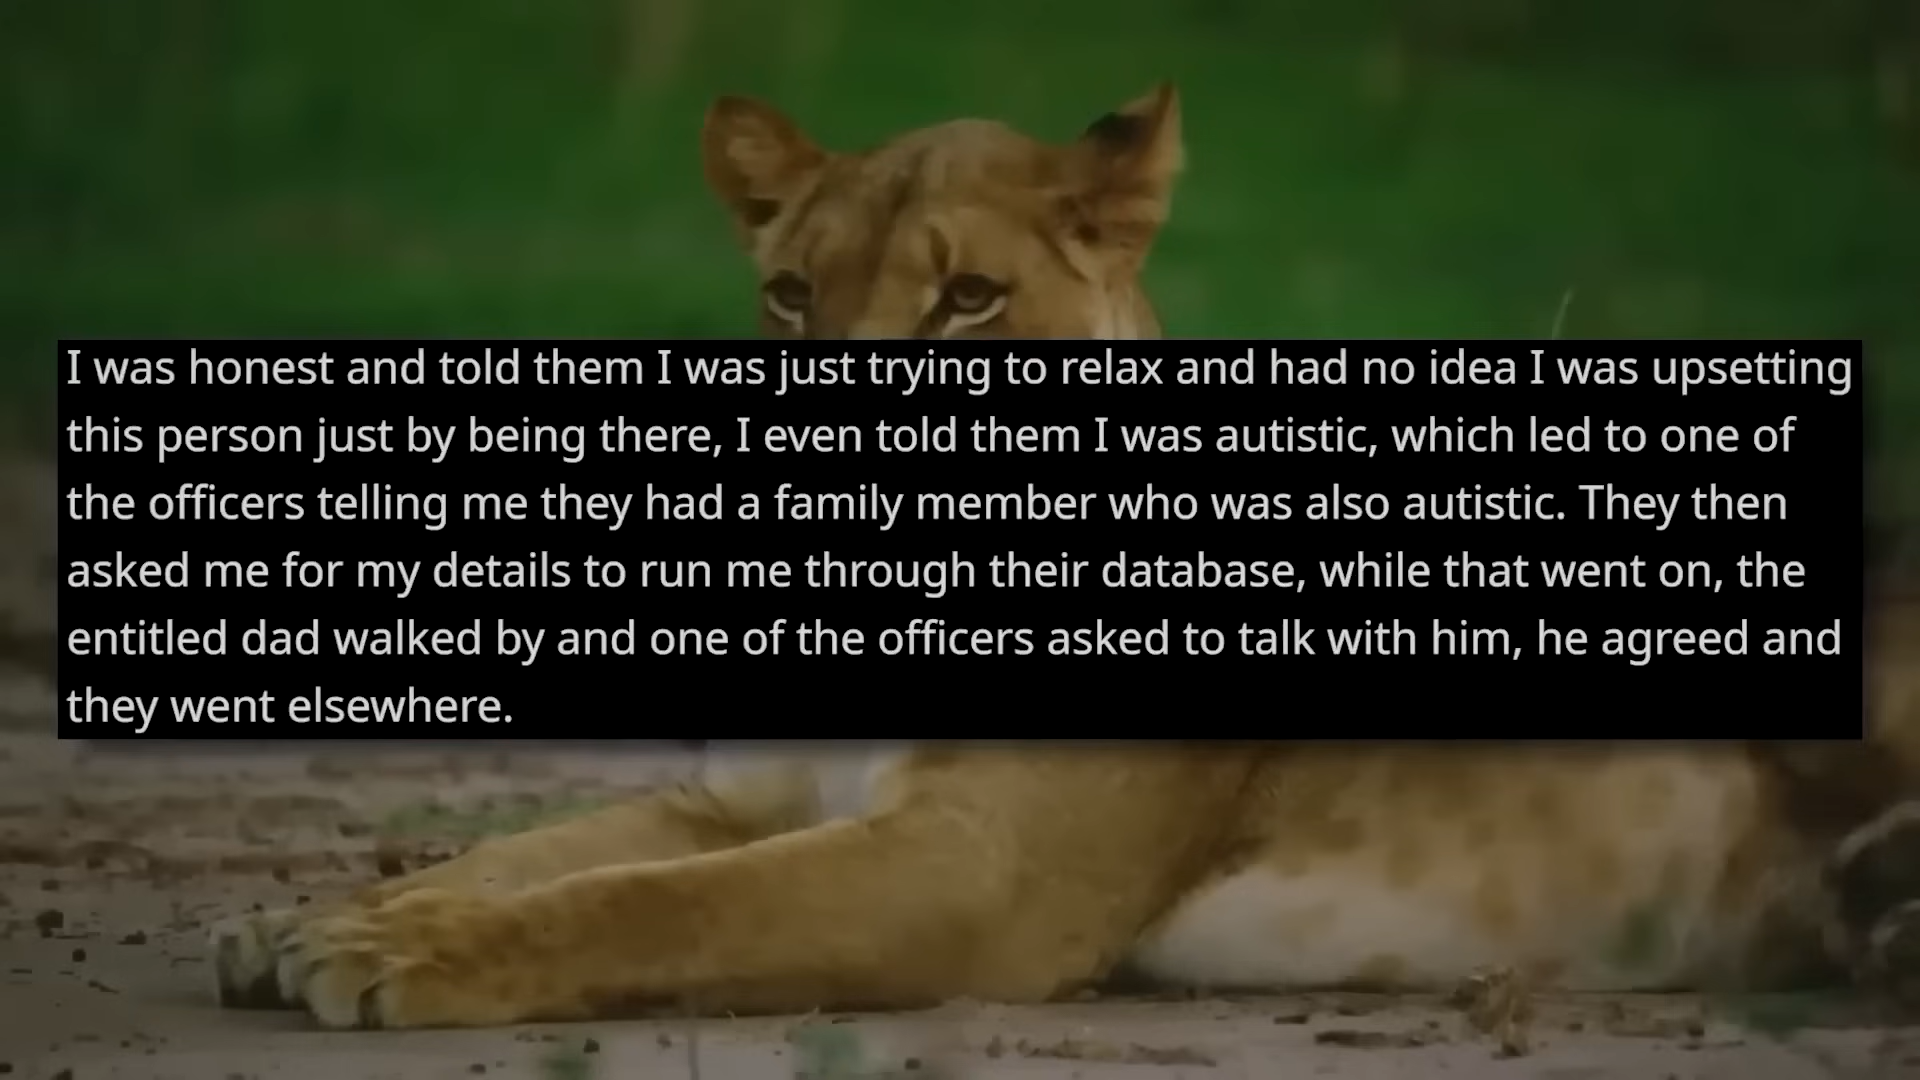 I was honest and told them I was just trying to relax and had no idea I was upsetting
this person just by being there, I even told them I was autistic, which led to one of
the officers telling me they had a family member who was also autistic. They then
asked me for my details to run me through their database, while that went on, the
entitled dad walked by and one of the officers asked to talk with him, he agreed and
they went elsewhere.